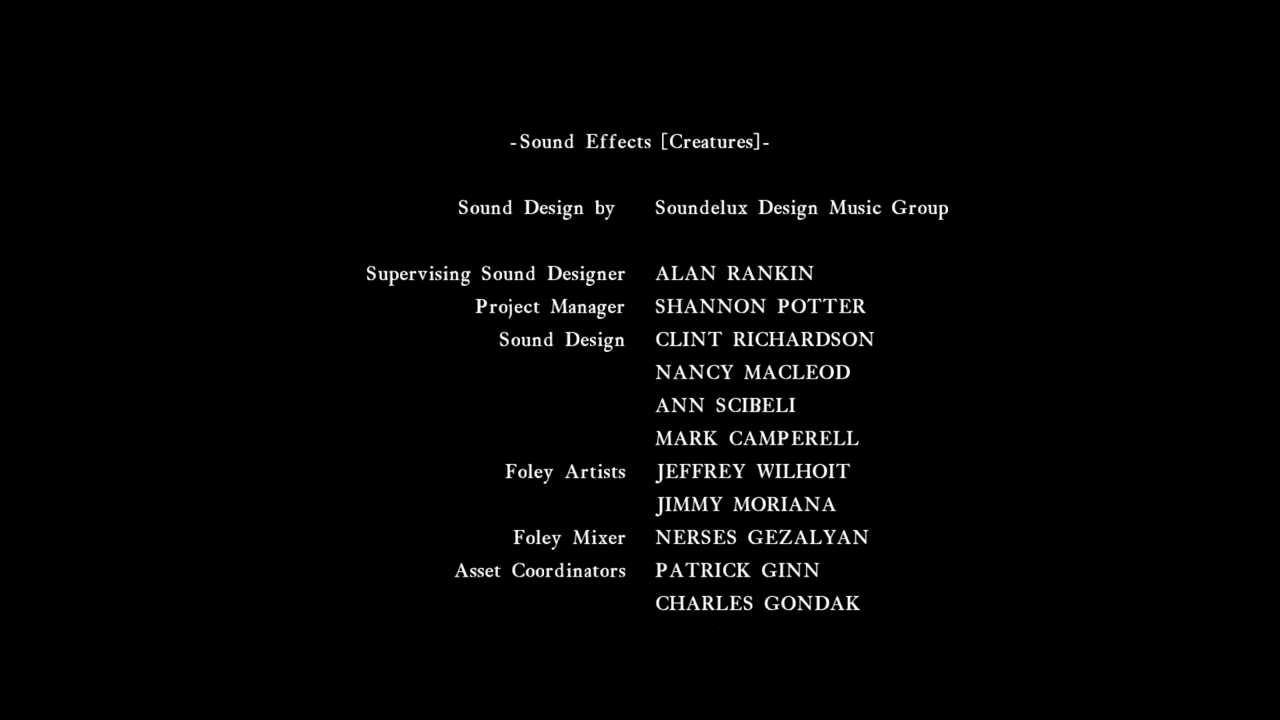 -Sound Effects [Creatures]-
Sound Design by Soundelux Design Music Group
Supervising Sound Designer ALAN RANKIN
Project Manager SHANNON POTTER
Sound Design CLINT RICHARDSON
NANCY MACLEOD
ANN SCIBELI
MARK CAMPERELL
Foley Artists JEFFREY WILHOIT
JIMMY MORIANA
Foley Mixer NERSES GEZALYAN
Asset Coordinators PATRICK GINN
CHARLES GONDAK